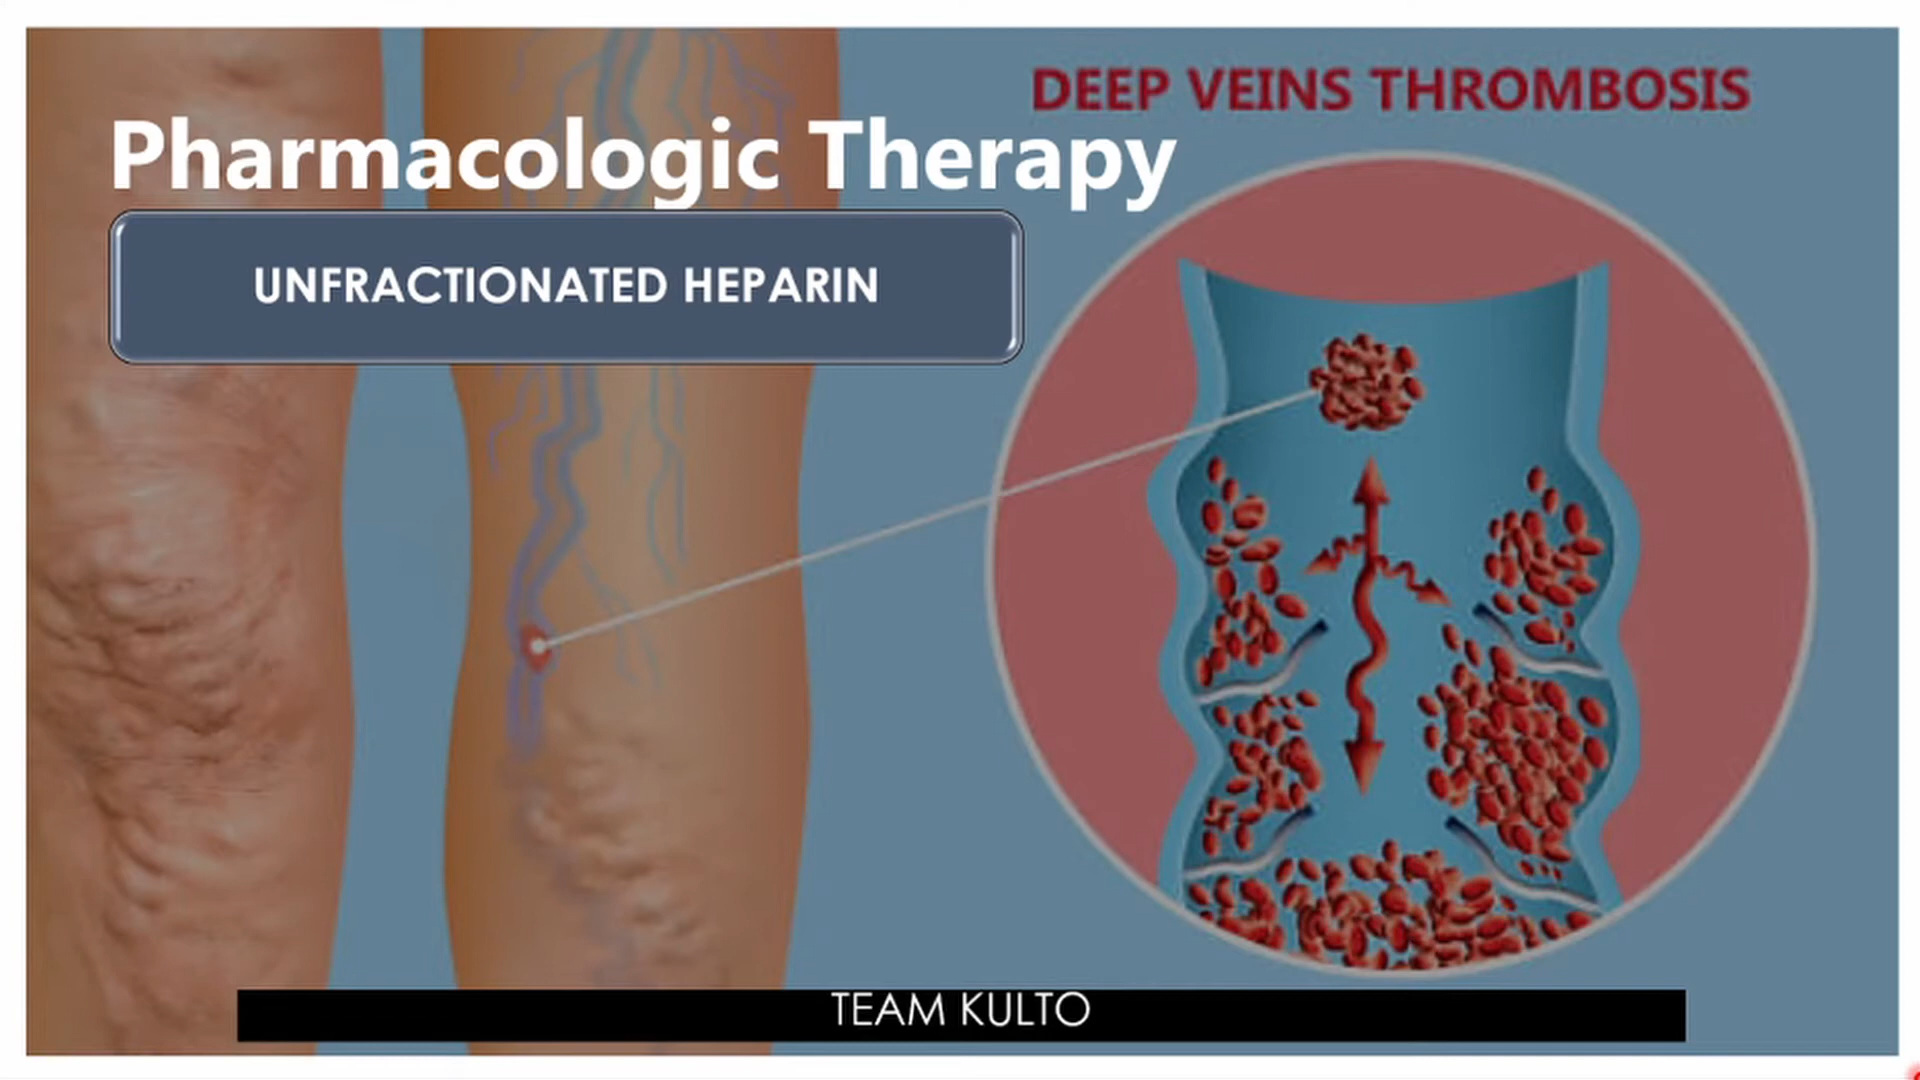 DEEP VEINS THROMBOSIS
Pharmacologic Therapy
UNFRACTIONATED HEPARIN
TEAM KULTO